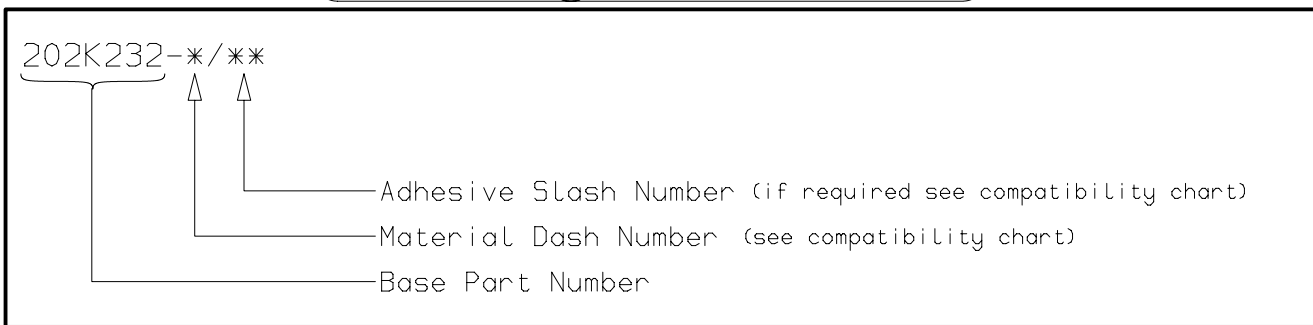 202K232-*/**
Adhesive Slash Number (if required see compatibility chart)
Material Dash Number (see compatibility chart)
Base Part Number